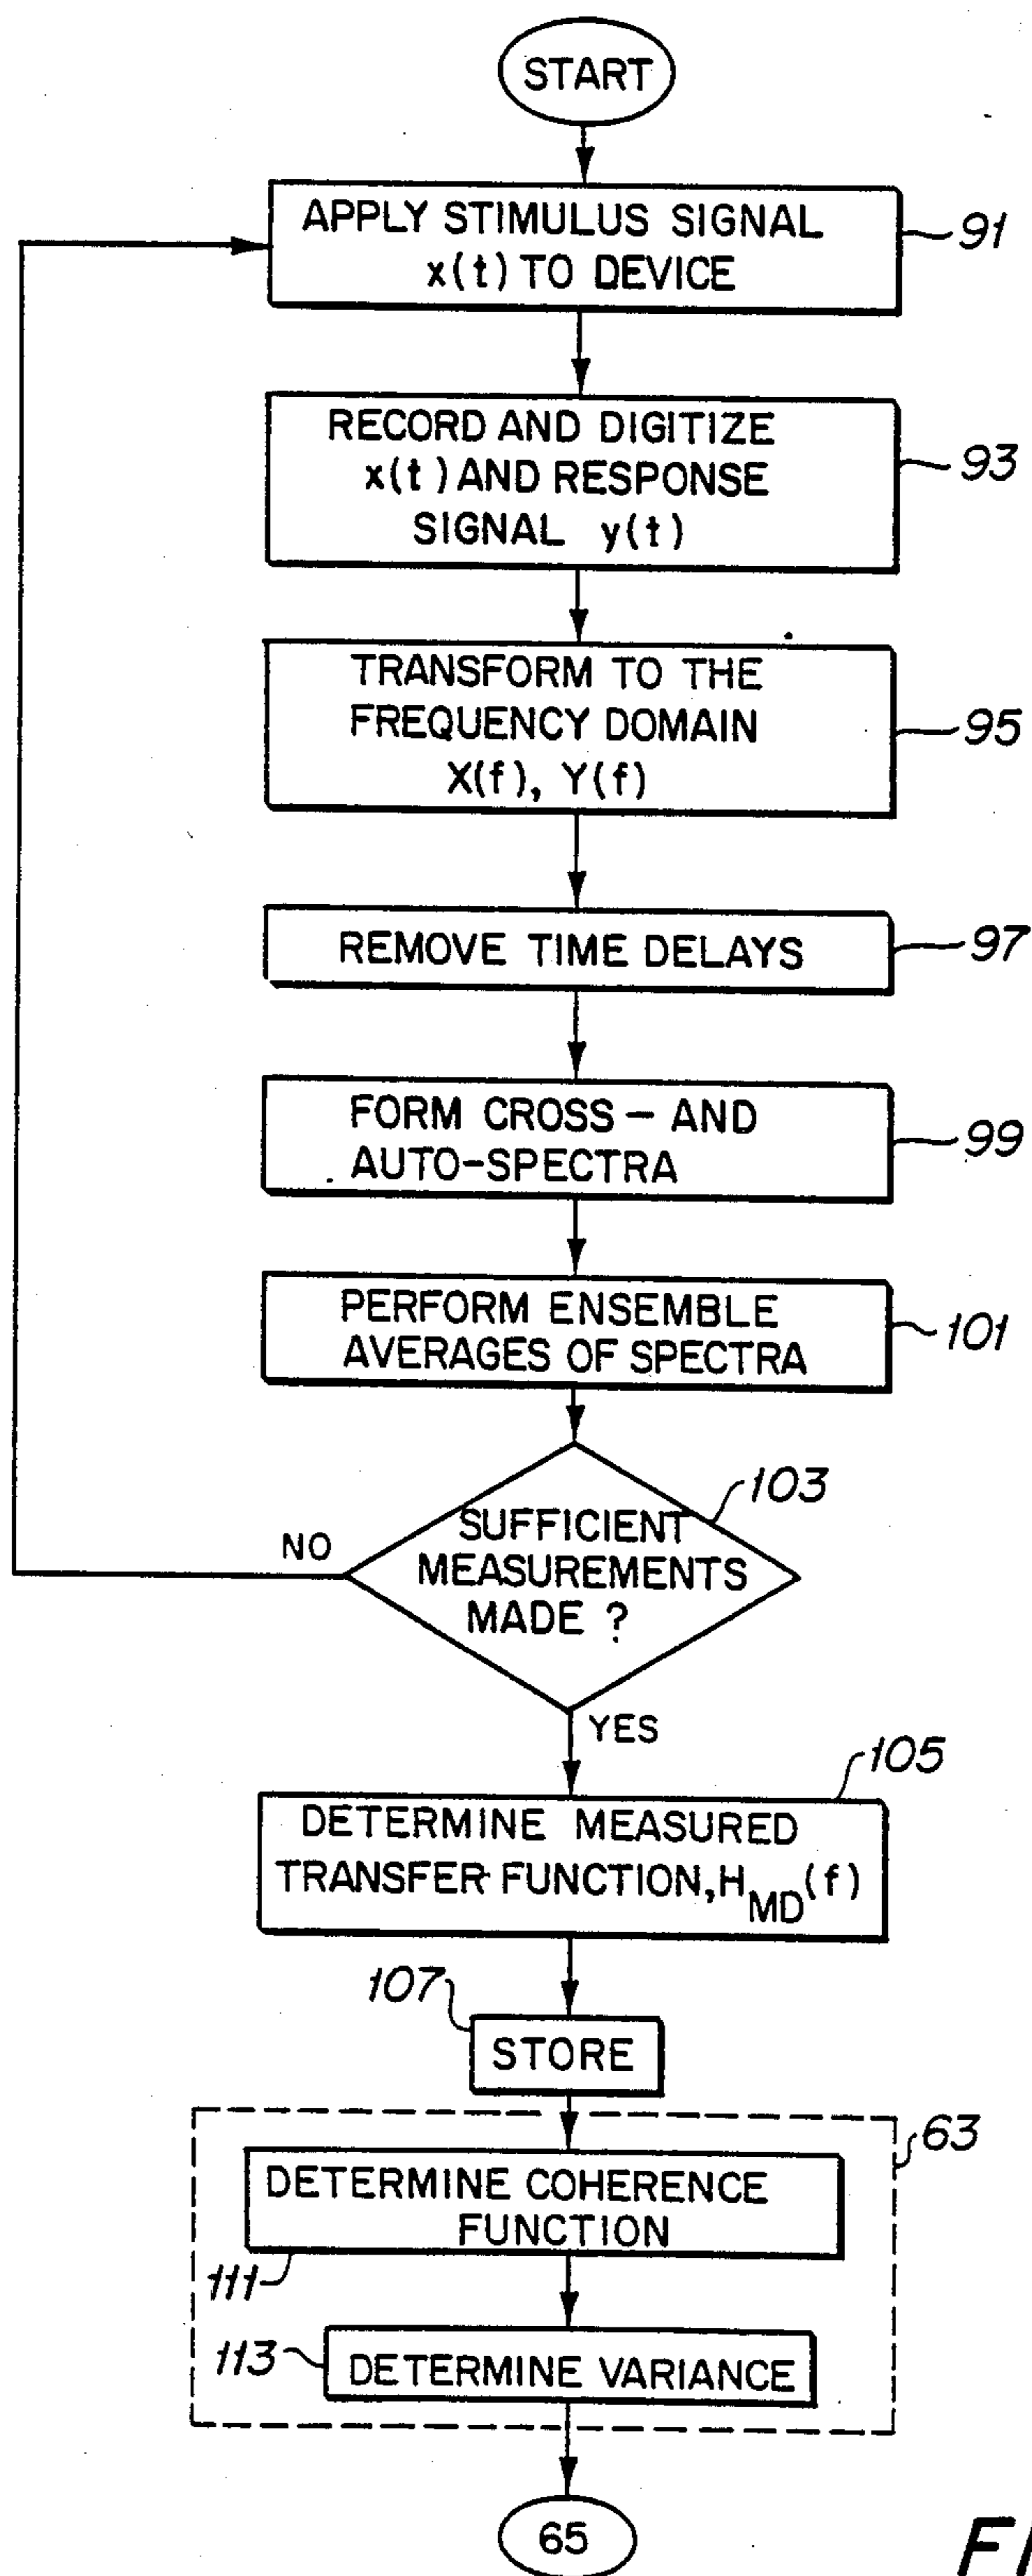 START
APPLY STIMULUS SIGNAL
x(t) TO DEVICE
91
RECORD AND DIGITIZE
x(t) AND RESPONSE
SIGNAL y(t)
93
TRANSFORM TO THE
FREQUENCY DOMAIN
X(f), Y(f)
95
REMOVE TIME DELAYS
97
FORM CROSS – AND
AUTO-SPECTRA
99
PERFORM ENSEMBLE
AVERAGES OF SPECTRA
101
103
SUFFICIENT
MEASUREMENTS
MADE ?
NO
YES
105
DETERMINE MEASURED
TRANSFER FUNCTION, H_MD(f)
107
STORE
63
DETERMINE COHERENCE
FUNCTION
111
113
DETERMINE VARIANCE
65